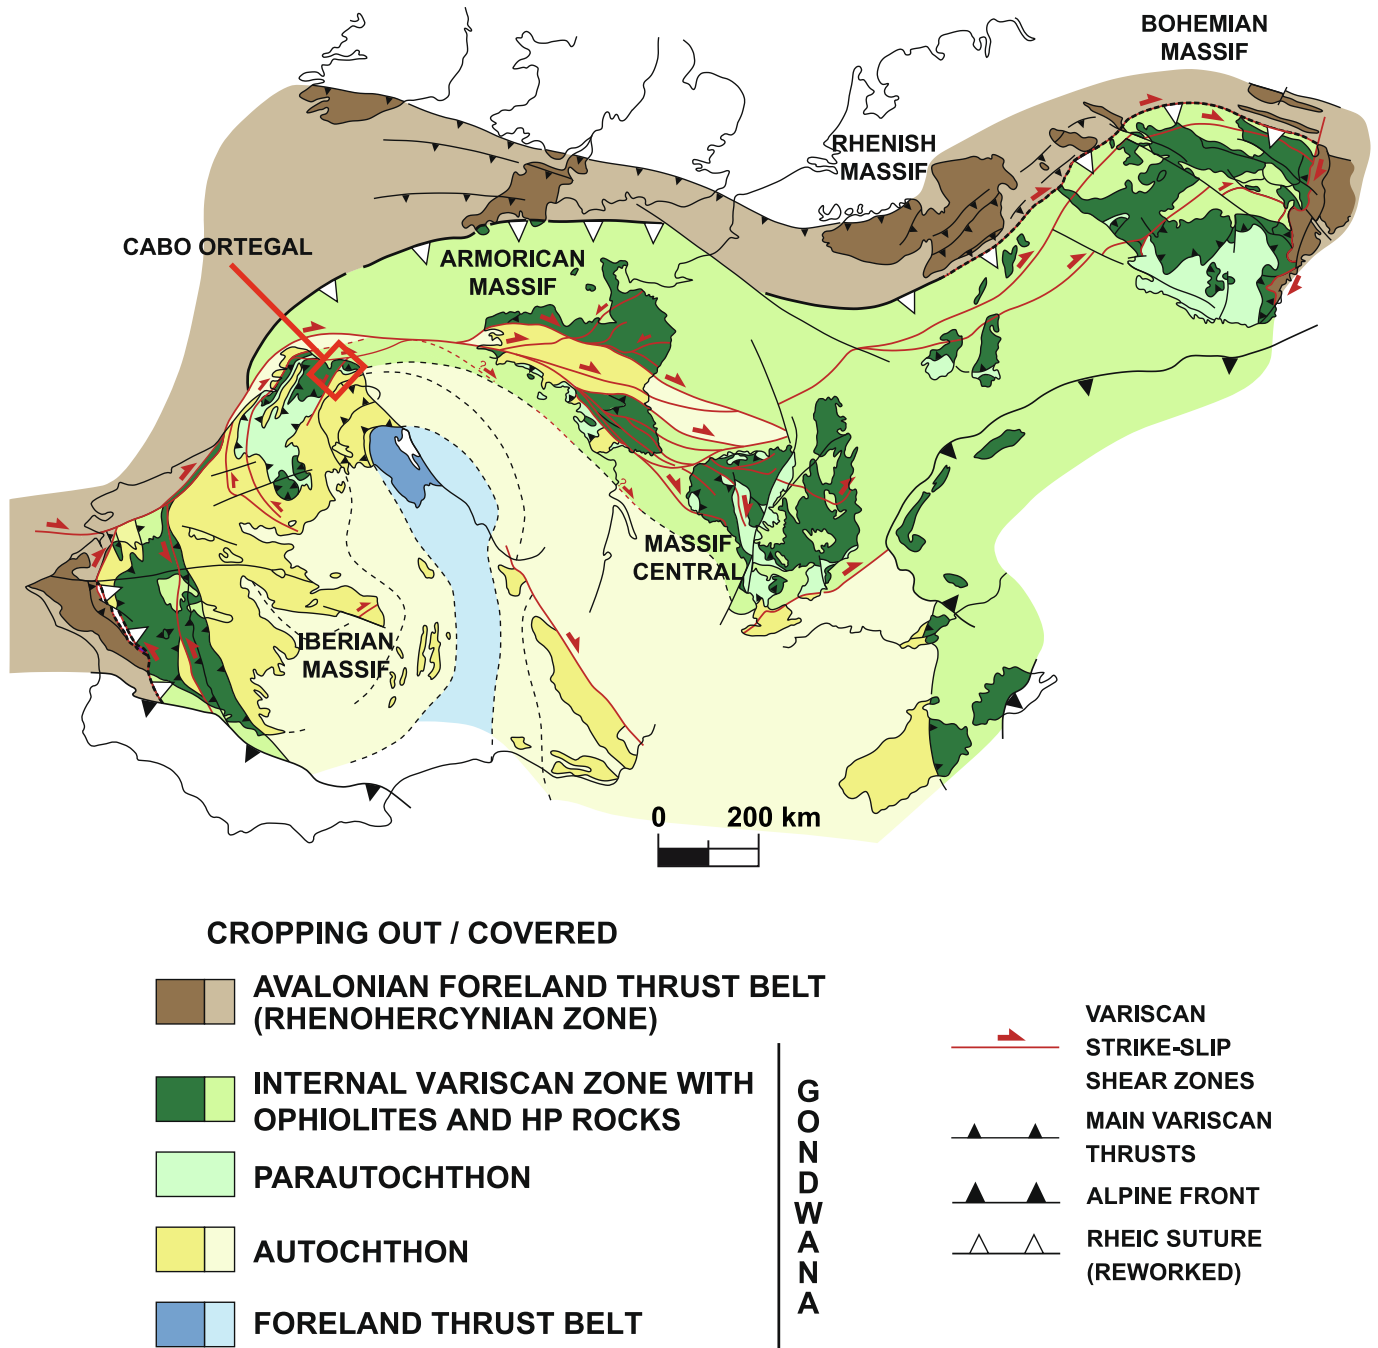 BOHEMIAN
MASSIF
RHENISH
MASSIF
CABO ORTEGAL
ARMORICAN
MASSIF
?
?
MASSIF
CENTRAL
IBERIAN
MASSIF
0 200 km
CROPPING OUT / COVERED
AVALONIAN FORELAND THRUST BELT
(RHENOHERCYNIAN ZONE)
INTERNAL VARISCAN ZONE WITH
OPHIOLITES AND HP ROCKS
PARAUTOCHTHON
AUTOCHTHON
FORELAND THRUST BELT
GONDWANA
VARISCAN
STRIKE-SLIP
SHEAR ZONES
MAIN VARISCAN
THRUSTS
ALPINE FRONT
RHEIC SUTURE
(REWORKED)